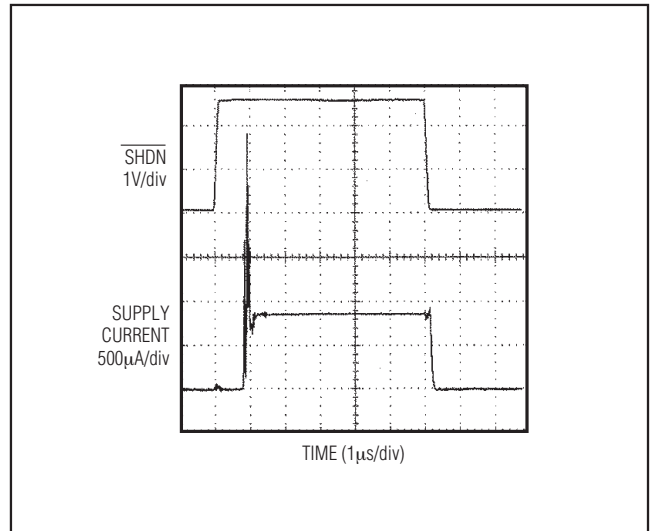 SHDN
1V/div
SUPPLY
CURRENT
500μA/div
TIME (1μs/div)